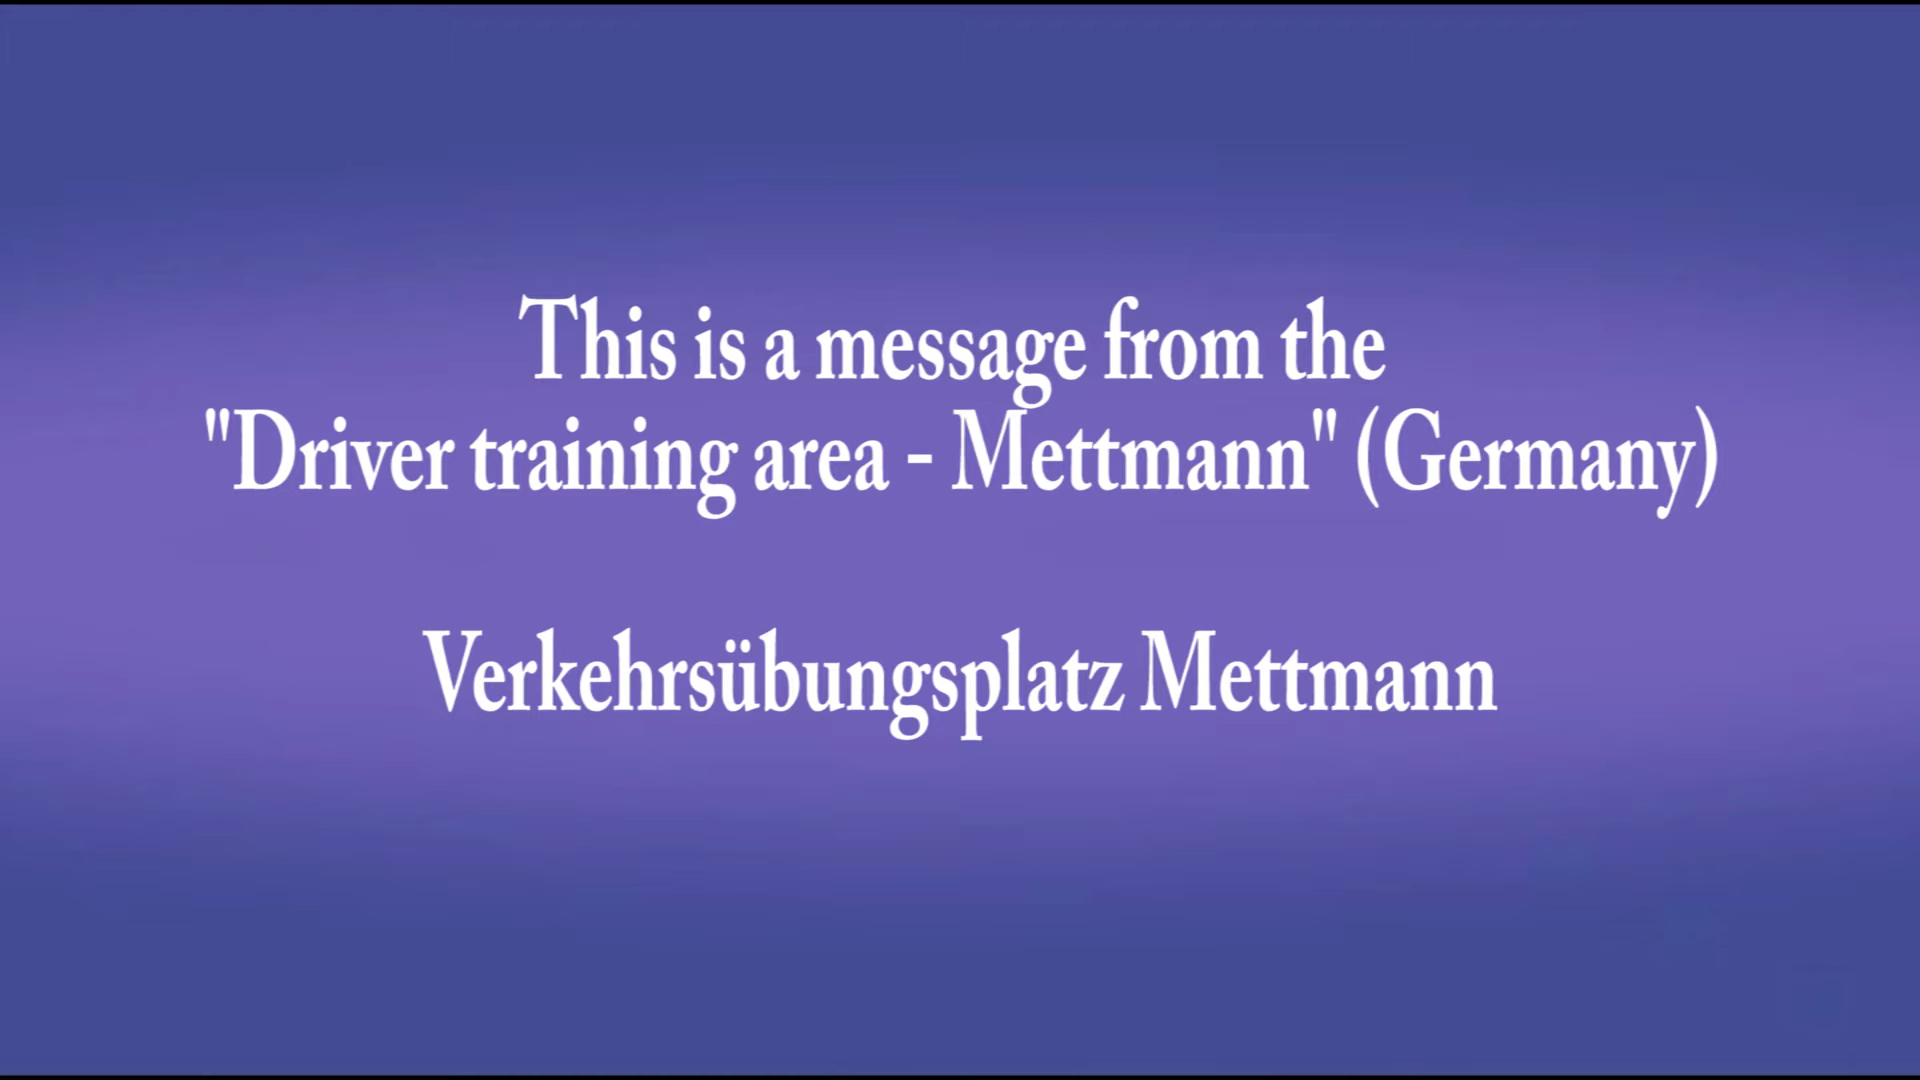 This is a message from the
"Driver training area - Mettmann" (Germany)
Verkehrsübungsplatz Mettmann